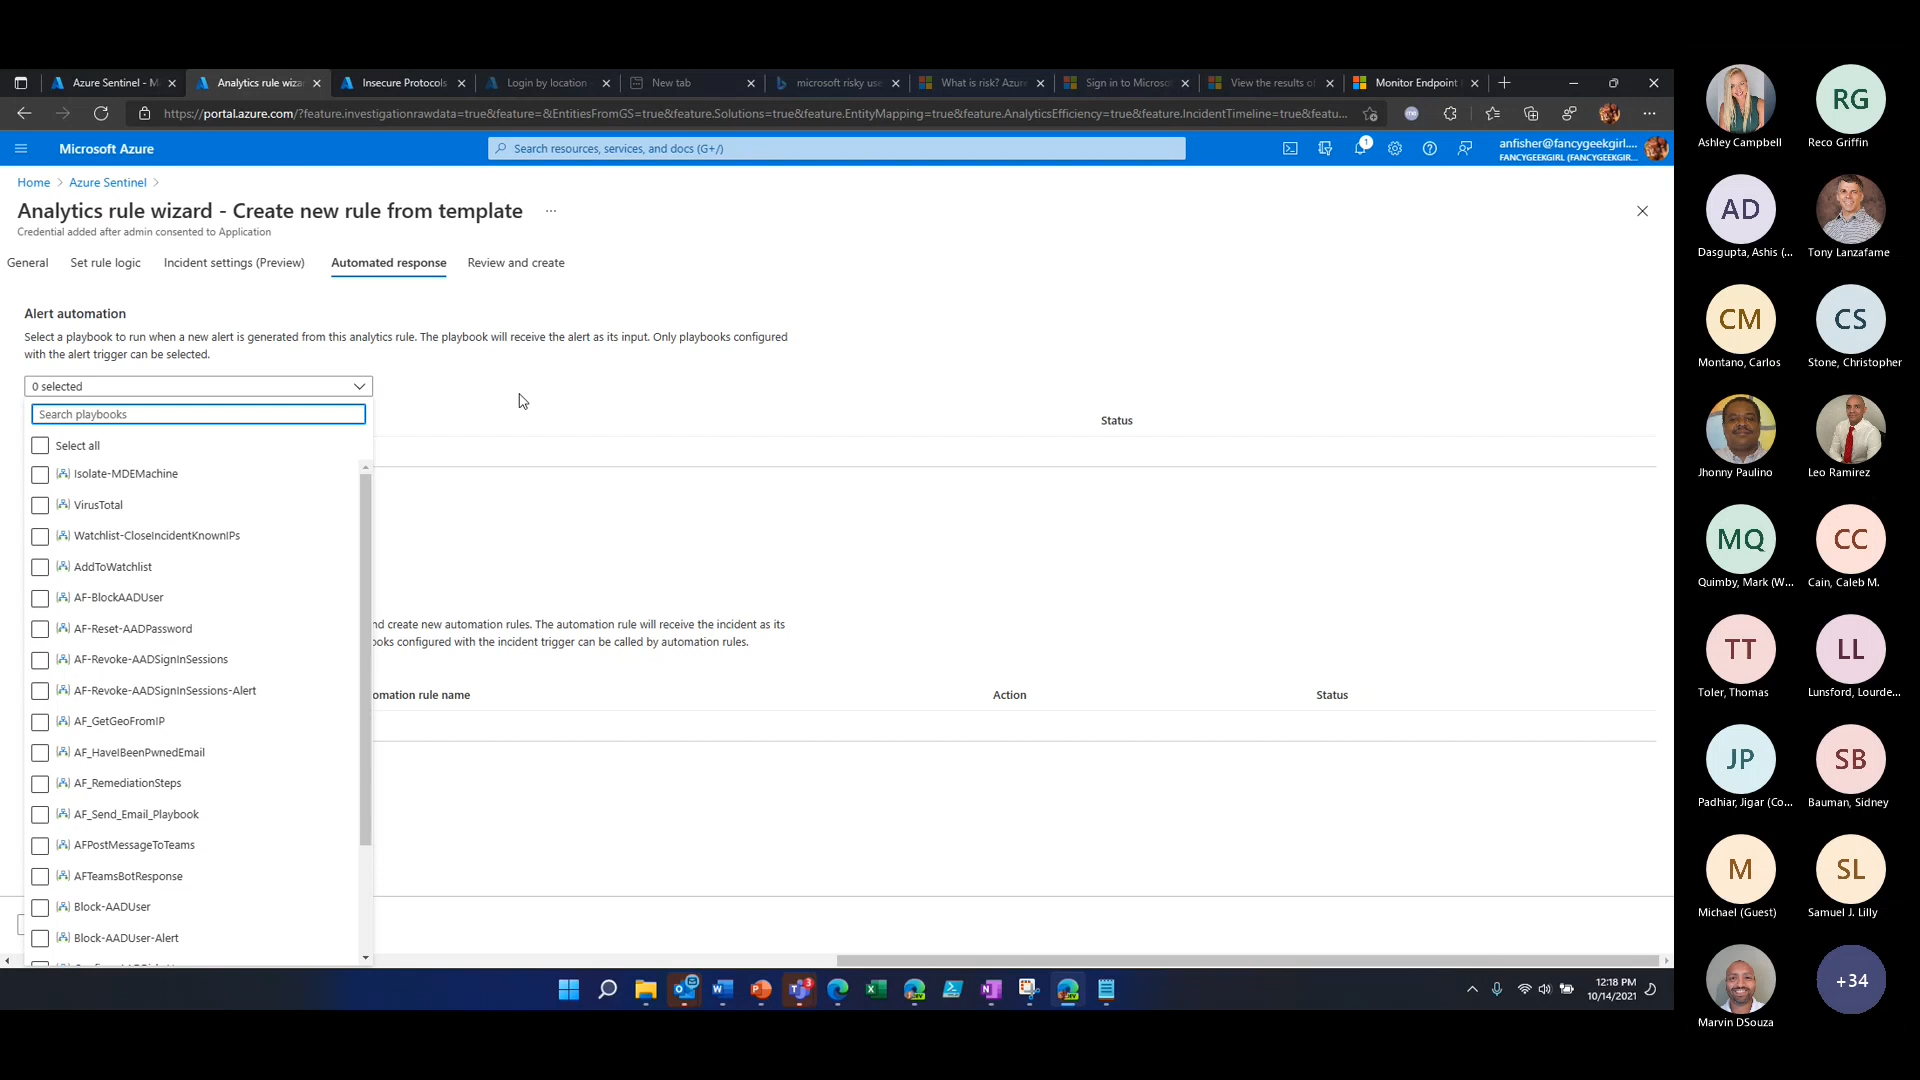 Azure Sentinel - M
Analytics rule wiza
Insecure Protocols
Login by location
New tab
microsoft risky use
What is risk? Azur
Sign in to Microso
View the results of
Monitor Endpoint
https://portal.azure.com/?feature.investigationrawdata=true&feature=&EntitiesFromGS=true&feature.Solutions=true&feature.EntityMapping=true&feature.AnalyticsEfficiency=true&feature.IncidentTimeline=true&featu...
Microsoft Azure
Search resources, services, and docs (G+/)
1
anfisher@fancygeekgirl....
FANCYGEEKGIRL (FANCYGEEKGIR...
Home > Azure Sentinel >
Analytics rule wizard - Create new rule from template ...
Credential added after admin consented to Application
General
Set rule logic
Incident settings (Preview)
Automated response
Review and create
Alert automation
Select a playbook to run when a new alert is generated from this analytics rule. The playbook will receive the alert as its input. Only playbooks configured
with the alert trigger can be selected.
0 selected
Search playbooks
Status
Select all
Isolate-MDEMachine
VirusTotal
Watchlist-CloseIncidentKnownIPs
AddToWatchlist
AF-BlockAADUser
AF-Reset-AADPassword
AF-Revoke-AADSignInSessions
AF-Revoke-AADSignInSessions-Alert
AF_GetGeoFromIP
AF_HaveIBeenPwnedEmail
AF_RemediationSteps
AF_Send_Email_Playbook
AFPostMessageToTeams
AFTeamsBotResponse
Block-AADUser
Block-AADUser-Alert
nd create new automation rules. The automation rule will receive the incident as its
ooks configured with the incident trigger can be called by automation rules.
omation rule name
Action
Status
3
12:18 PM
10/14/2021
Ashley Campbell
RG
Reco Griffin
AD
Dasgupta, Ashis (...
Tony Lanzafame
CM
Montano, Carlos
CS
Stone, Christopher
Jhonny Paulino
Leo Ramirez
MQ
Quimby, Mark (W...
CC
Cain, Caleb M.
TT
Toler, Thomas
LL
Lunsford, Lourde...
JP
Padhiar, Jigar (Co...
SB
Bauman, Sidney
M
Michael (Guest)
SL
Samuel J. Lilly
Marvin DSouza
+34